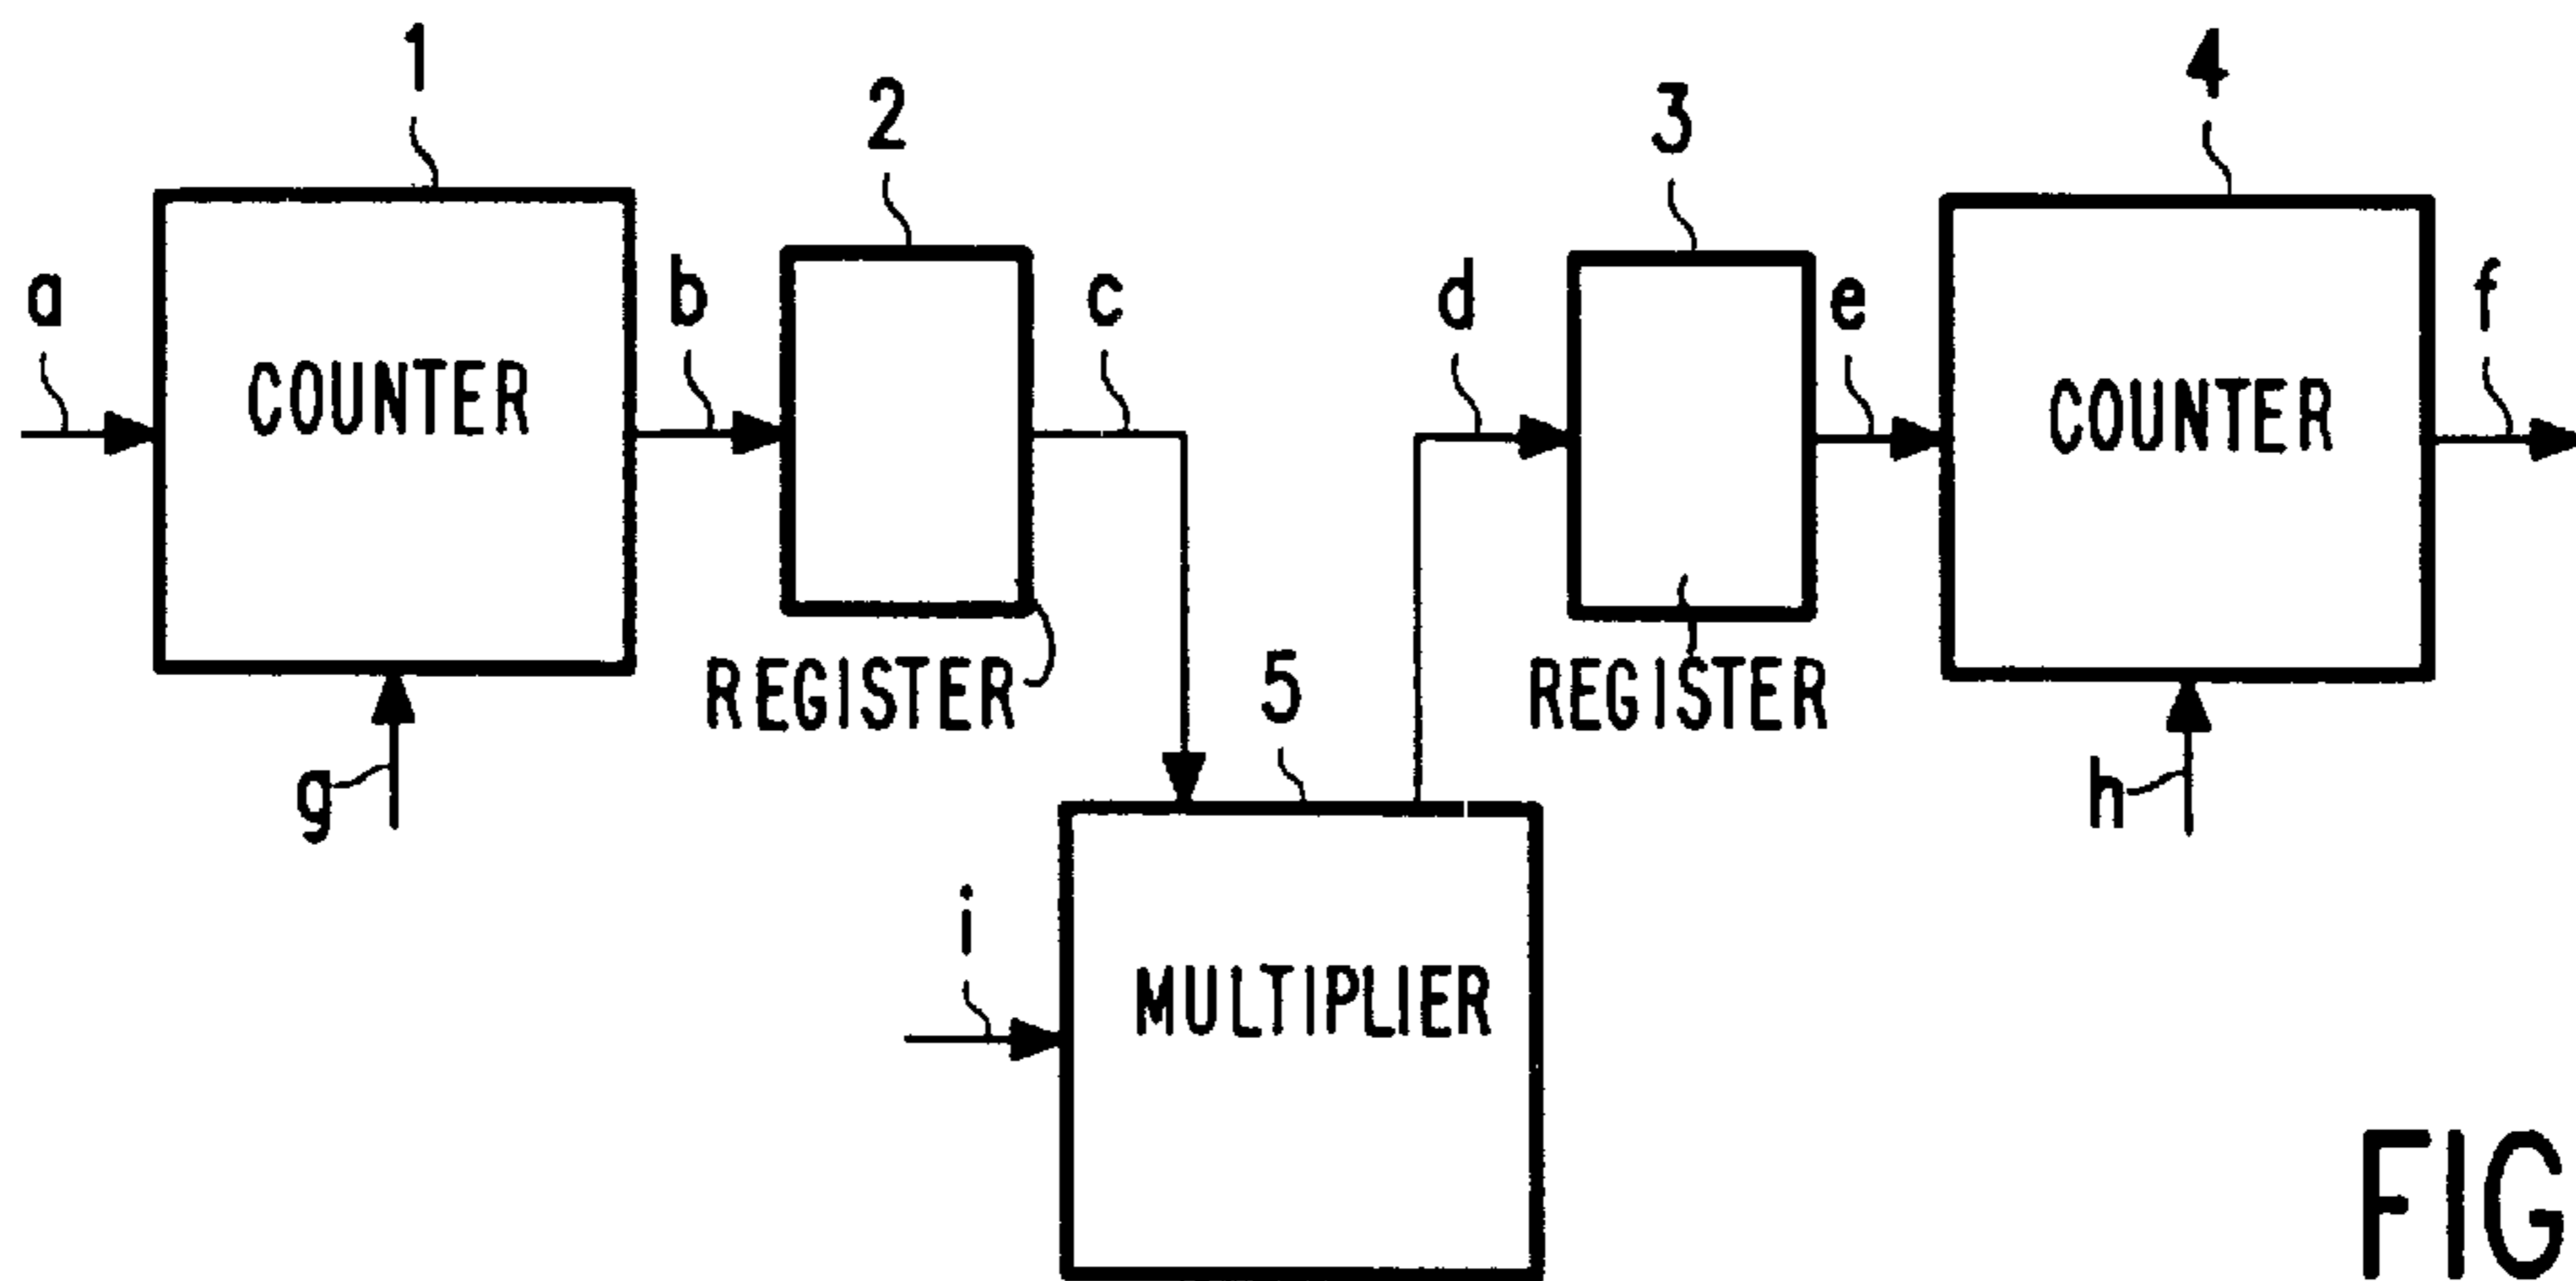 1
2
3
4
a
b
c
d
e
f
COUNTER
COUNTER
REGISTER
REGISTER
5
g
h
i
MULTIPLIER
FIG